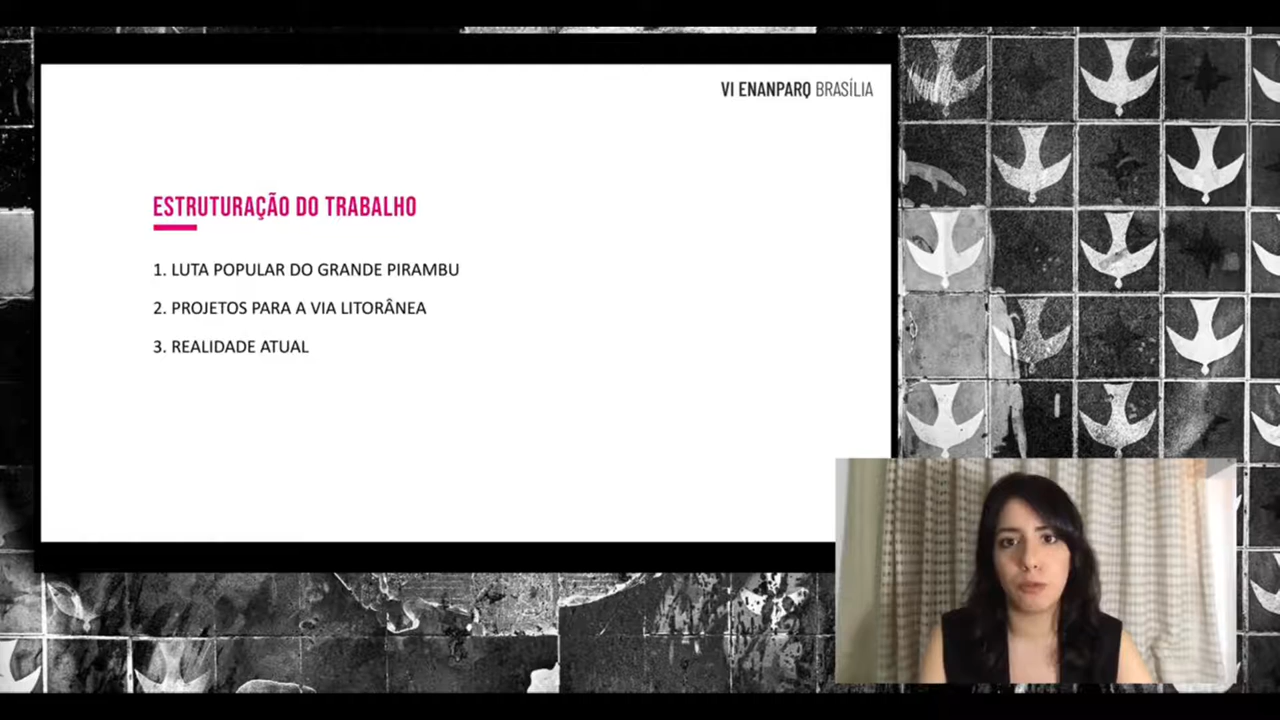 VI ENANPARQ BRASÍLIA
ESTRUTURAÇÃO DO TRABALHO
1. LUTA POPULAR DO GRANDE PIRAMBU
2. PROJETOS PARA A VIA LITORÂNEA
3. REALIDADE ATUAL